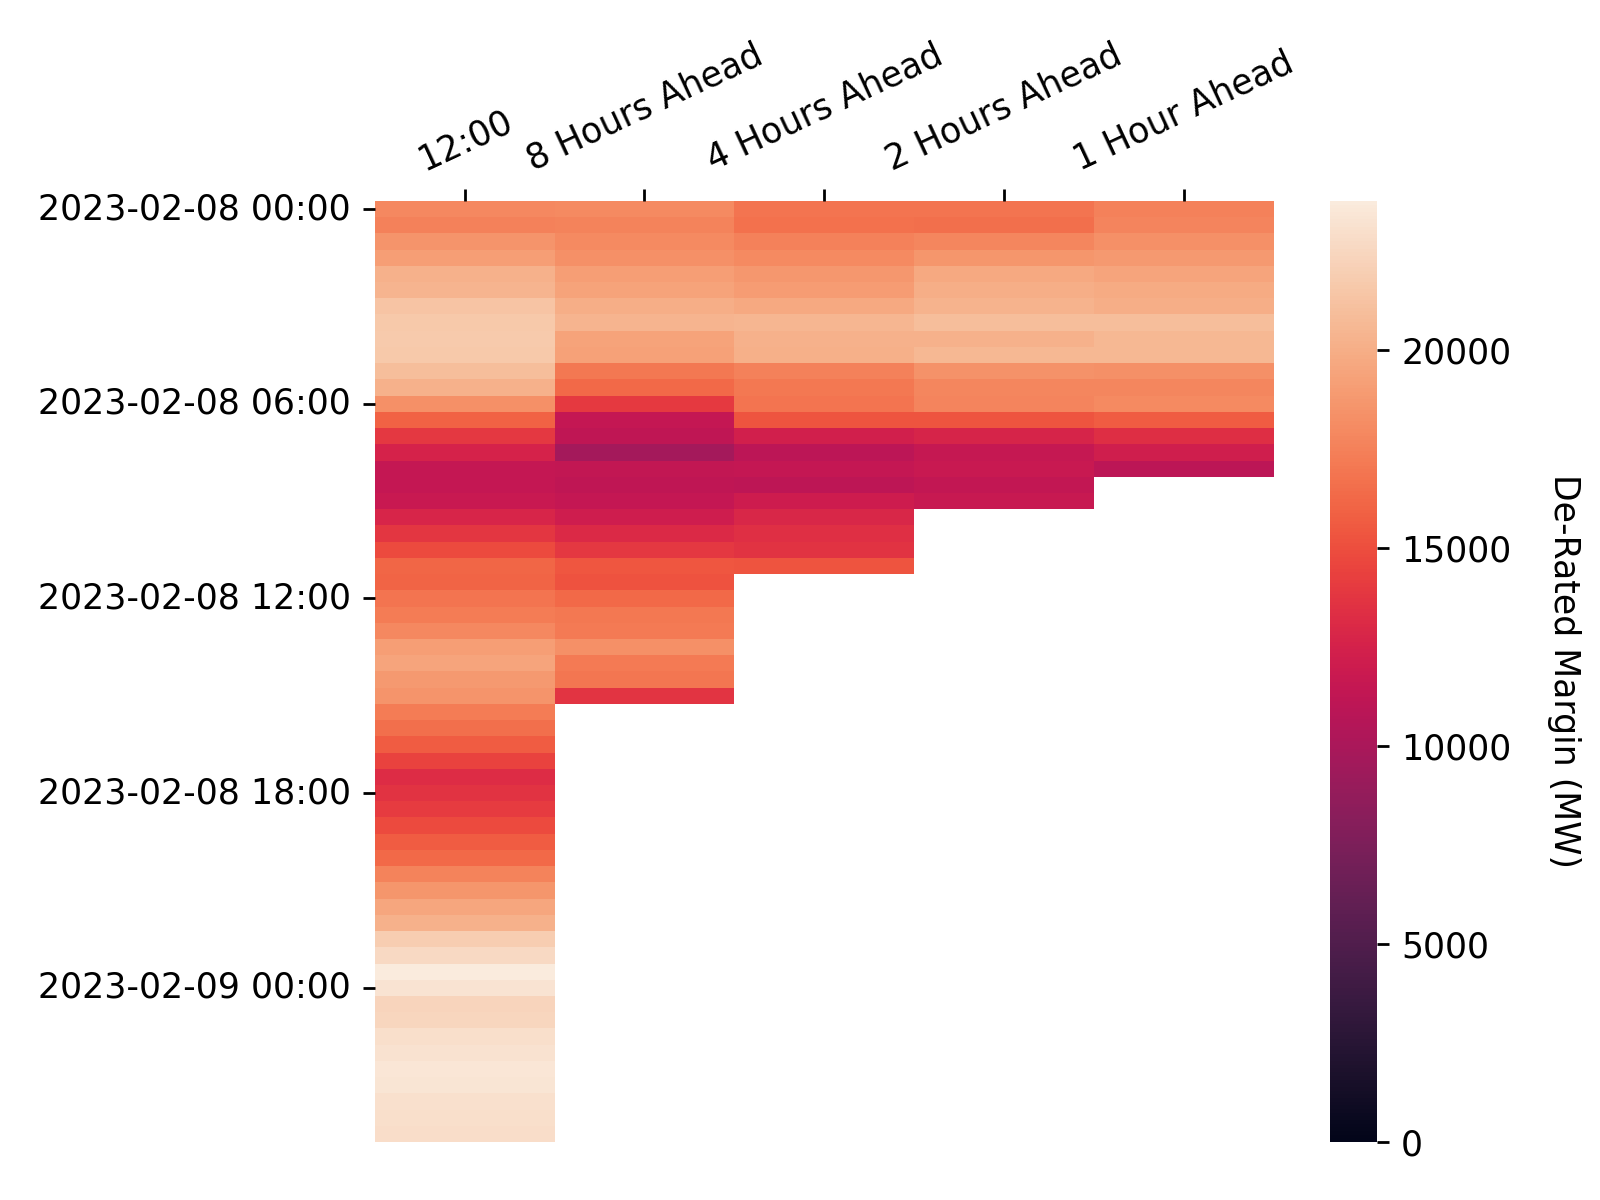 12:00
8 Hours Ahead
4 Hours Ahead
2 Hours Ahead
1 Hour Ahead
2023-02-08 00:00
2023-02-08 06:00
2023-02-08 12:00
2023-02-08 18:00
2023-02-09 00:00
20000
15000
10000
5000
0
De-Rated Margin (MW)